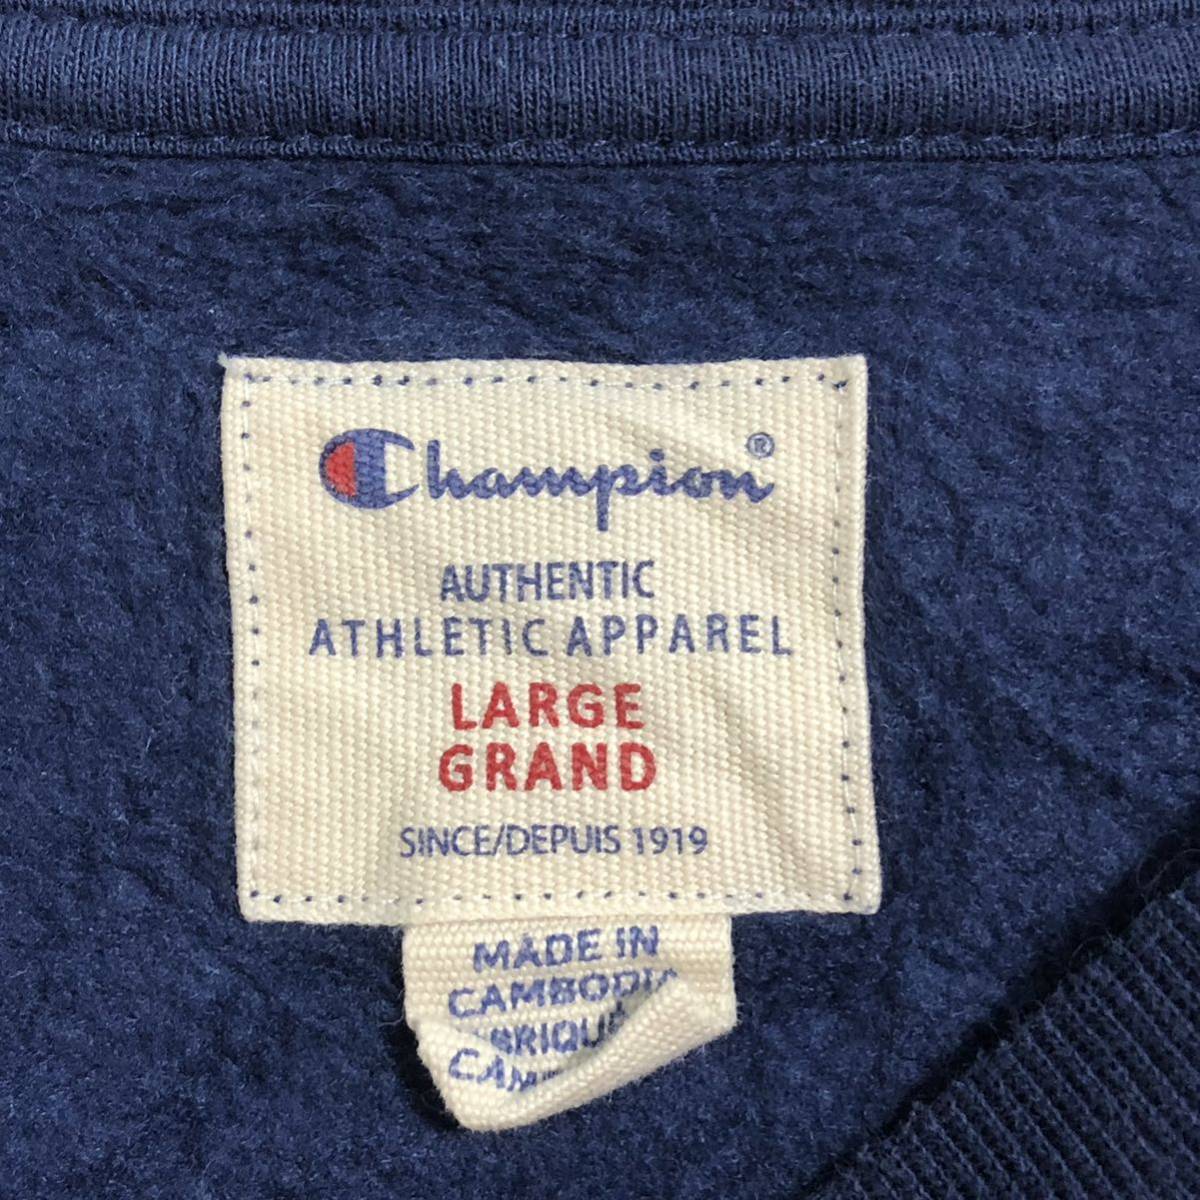 Champion®
AUTHENTIC
ATHLETIC APPAREL
LARGE
GRAND
SINCE/DEPUIS 1919
MADE IN
CAMBODIA